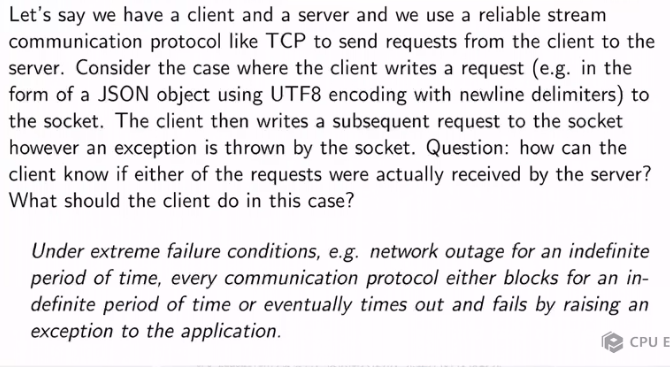 Let's say we have a client and a server and we use a reliable stream
communication protocol like TCP to send requests from the client to the
server. Consider the case where the client writes a request (e.g. in the
form of a JSON object using UTF8 encoding with newline delimiters) to
the socket. The client then writes a subsequent request to the socket
however an exception is thrown by the socket. Question: how can the
client know if either of the requests were actually received by the server?
What should the client do in this case?
Under extreme failure conditions, e.g. network outage for an indefinite
period of time, every communication protocol either blocks for an in-
definite period of time or eventually times out and fails by raising an
exception to the application.
CPU E